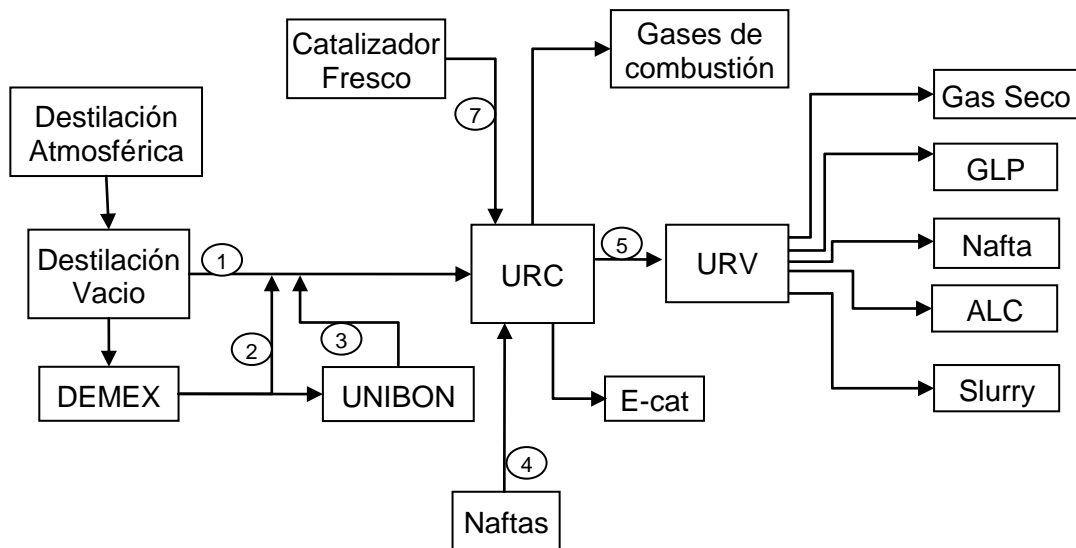 Catalizador
Fresco
Gases de
combustión
Gas Seco
7
Destilación
Atmosférica
GLP
Destilación
Vacio
1
URC
5
URV
Nafta
ALC
2
3
DEMEX
UNIBON
E-cat
Slurry
4
Naftas